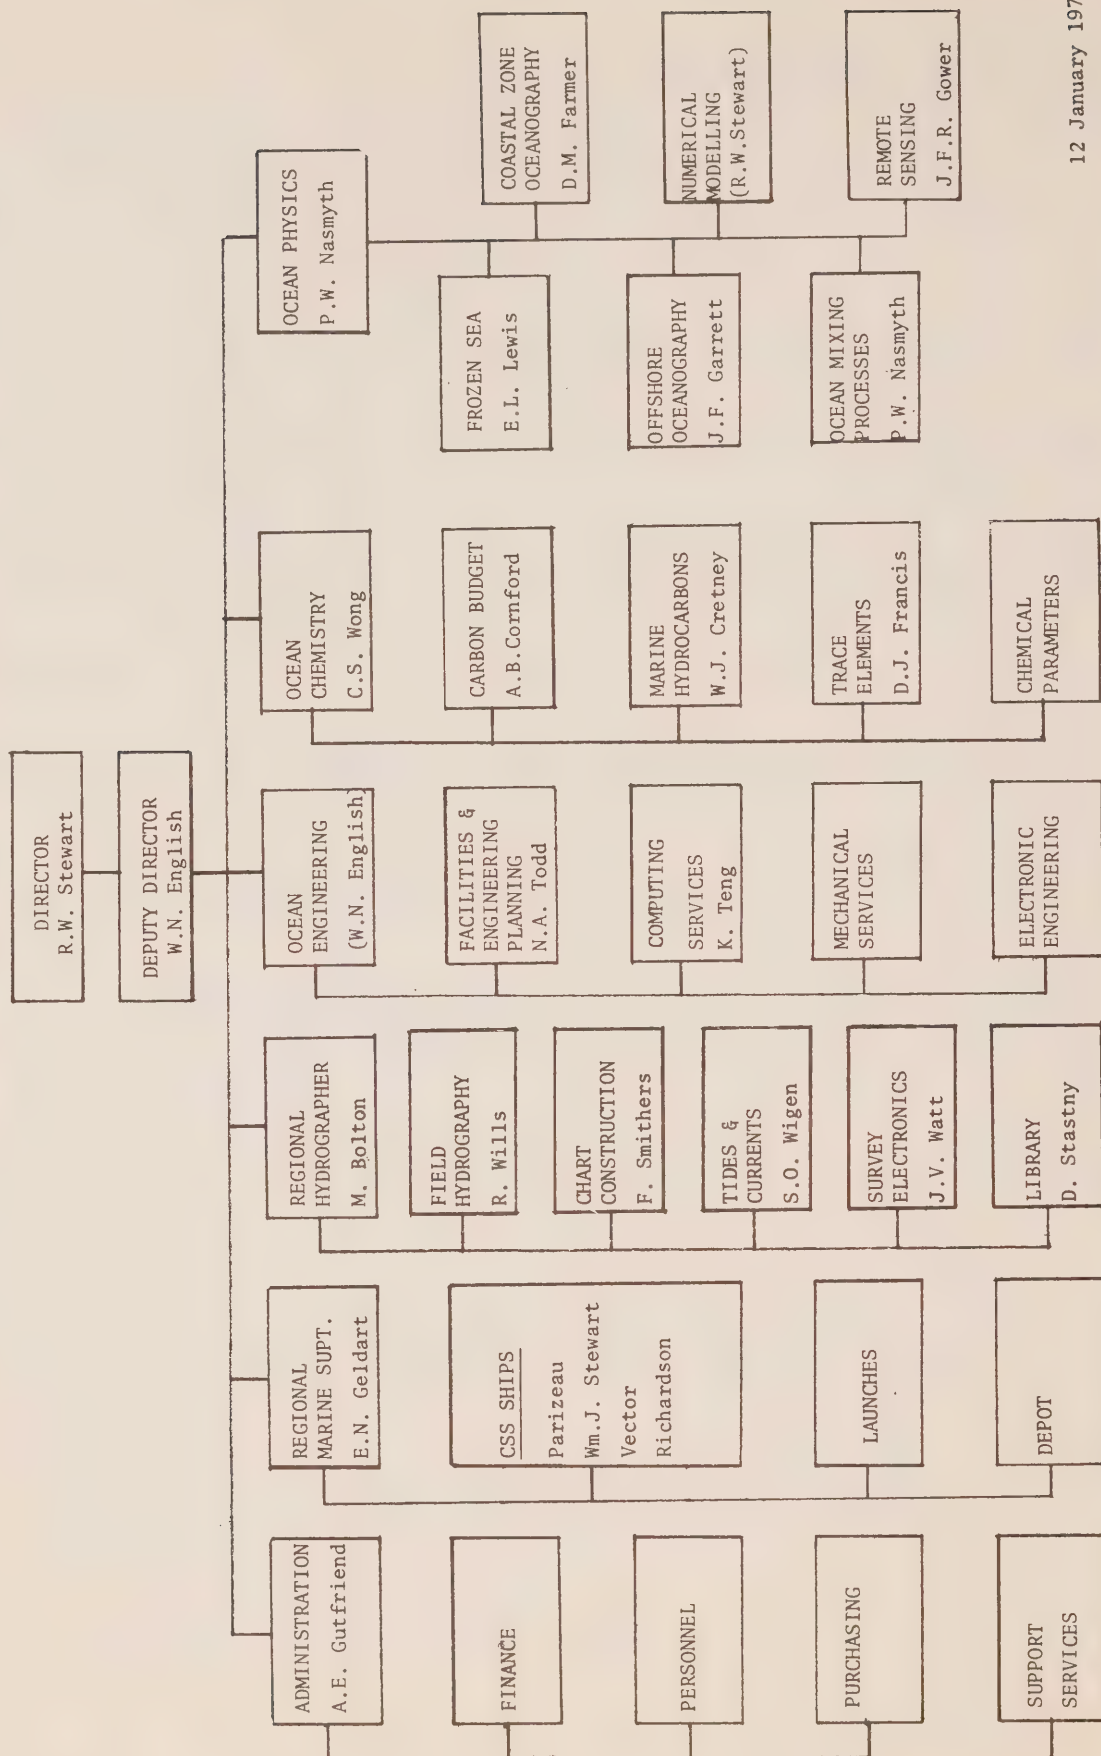 DIRECTOR
R.W. Stewart
DEPUTY DIRECTOR
W.N. English
ADMINISTRATION
A.E. Gutfriend
FINANCE
PERSONNEL
PURCHASING
SUPPORT
SERVICES
REGIONAL
MARINE SUPT.
E.N. Geldart
CSS SHIPS
Parizeau
Wm.J. Stewart
Vector
Richardson
LAUNCHES
DEPOT
REGIONAL
HYDROGRAPHER
M. Bolton
FIELD
HYDROGRAPHY
R. Wills
CHART
CONSTRUCTION
F. Smithers
TIDES &
CURRENTS
S.O. Wigen
SURVEY
ELECTRONICS
J.V. Watt
LIBRARY
D. Stastny
OCEAN
ENGINEERING
(W.N. English)
FACILITIES &
ENGINEERING
PLANNING
N.A. Todd
COMPUTING
SERVICES
K. Teng
MECHANICAL
SERVICES
ELECTRONIC
ENGINEERING
OCEAN
CHEMISTRY
C.S. Wong
CARBON BUDGET
A.B.Cornford
MARINE
HYDROCARBONS
W.J. Cretney
TRACE
ELEMENTS
D.J. Francis
CHEMICAL
PARAMETERS
OCEAN PHYSICS
P.W. Nasmyth
FROZEN SEA
E.L. Lewis
COASTAL ZONE
OCEANOGRAPHY
D.M. Farmer
OFFSHORE
OCEANOGRAPHY
J.F. Garrett
NUMERICAL
MODELLING
(R.W.Stewart)
OCEAN MIXING
PROCESSES
P.W. Nasmyth
REMOTE
SENSING
J.F.R. Gower
12 January 197